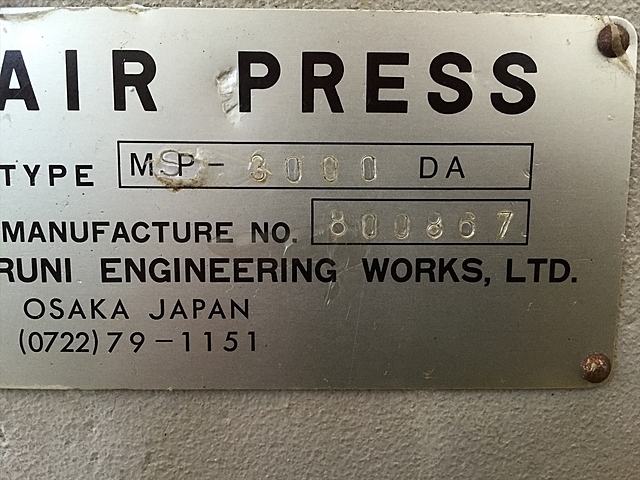 AIR PRESS
TYPE MSP-3000 DA
MANUFACTURE NO. 800867
RUNI ENGINEERING WORKS, LTD.
OSAKA JAPAN
(0722)79-1151